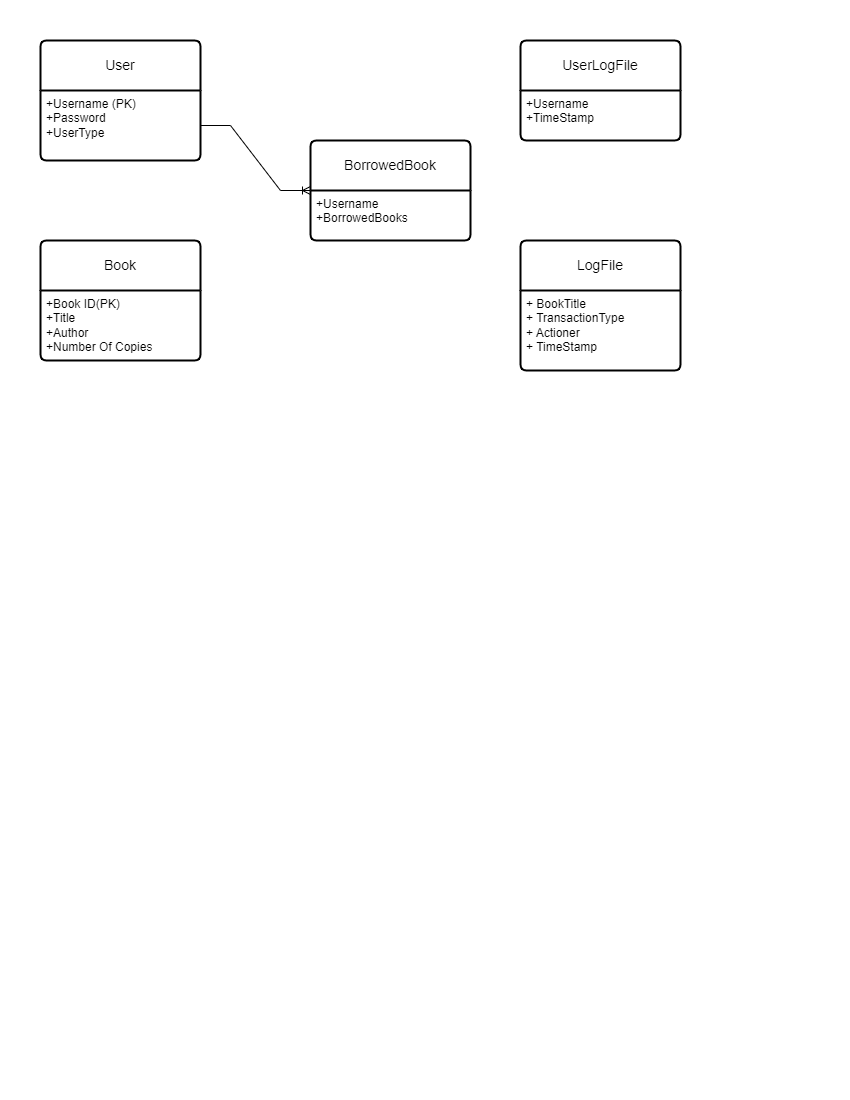 User
+Username (PK)
+Password
+UserType
UserLogFile
+Username
+TimeStamp
BorrowedBook
+Username
+BorrowedBooks
Book
+Book ID(PK)
+Title
+Author
+Number Of Copies
LogFile
+ BookTitle
+ TransactionType
+ Actioner
+ TimeStamp